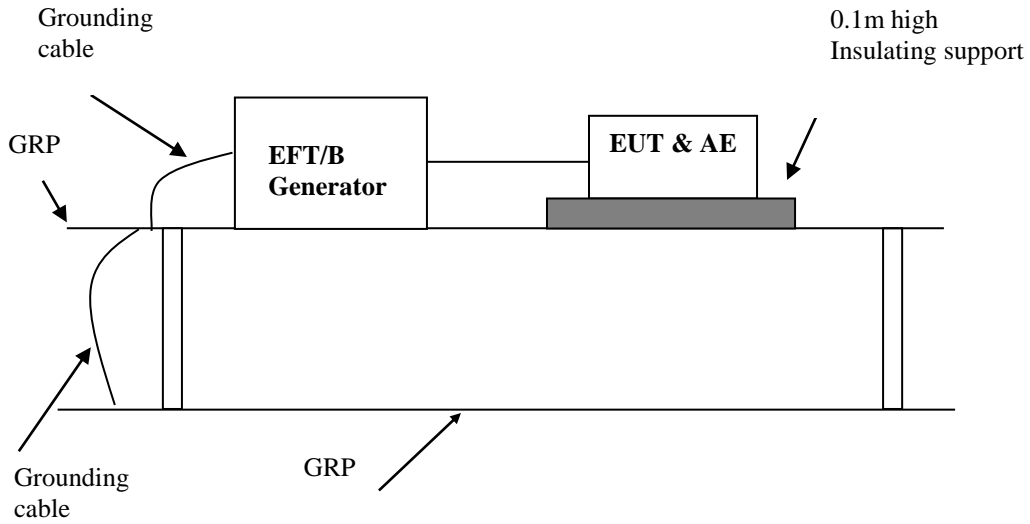 Grounding
cable
0.1m high
Insulating support
GRP
EFT/B
Generator
EUT & AE
GRP
Grounding
cable